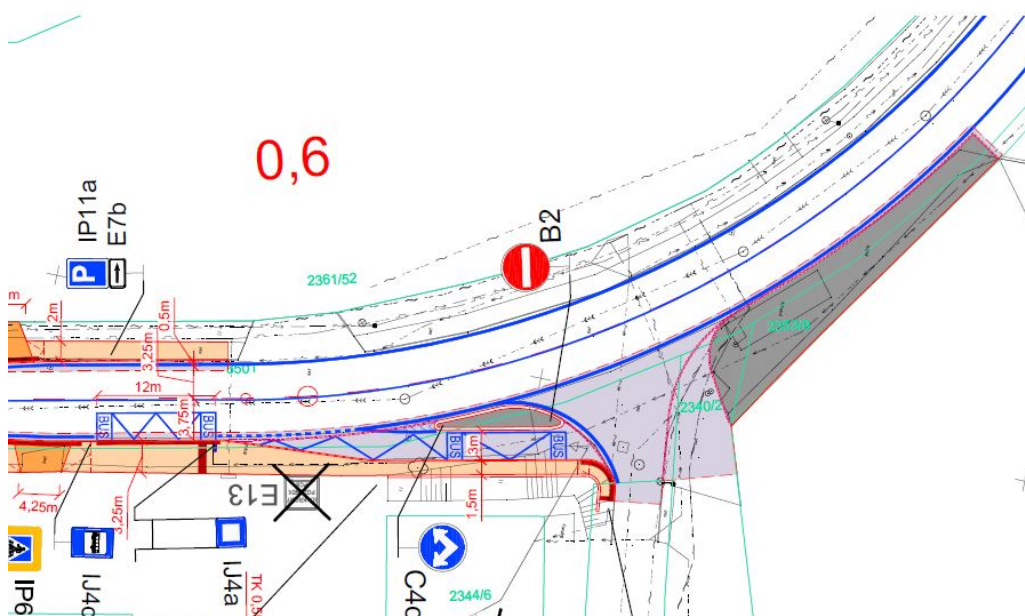 0,6
IP11a
E7b
P
B2
2361/52
m
2m
0.5m
3,25m
12m
3,75m
BUS
BUS
BUS
BUS
3m
1,5m
2340/2
4,25m
3,25m
E13
IP6
IJ4a
C4c
2344/6